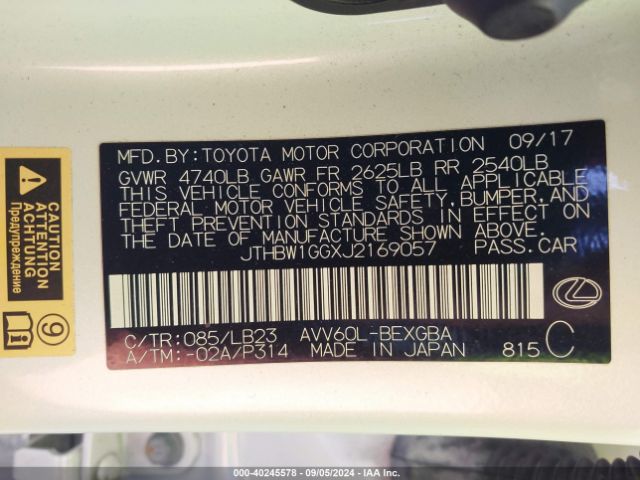 MFD.BY:TOYOTA MOTOR CORPORATION 09/17
GVWR 4740LB GAWR FR 2625LB RR 2540LB
THIS VEHICLE CONFORMS TO ALL APPLICABLE
FEDERAL MOTOR VEHICLE SAFETY,BUMPER,AND
THEFT PREVENTION STANDARDS IN EFFECT ON
THE DATE OF MANUFACTURE SHOWN ABOVE.
JTHBW1GGXJ2169057 PASS.CAR
C/TR:085/LB23 AVV60L-BEXGBA
A/TM:-02A/P314 MADE IN JAPAN 815 C
CAUTION
ATTENTION
ACHTUNG
Предупреждение
9
000-40245578 - 09/05/2024 - IAA Inc.